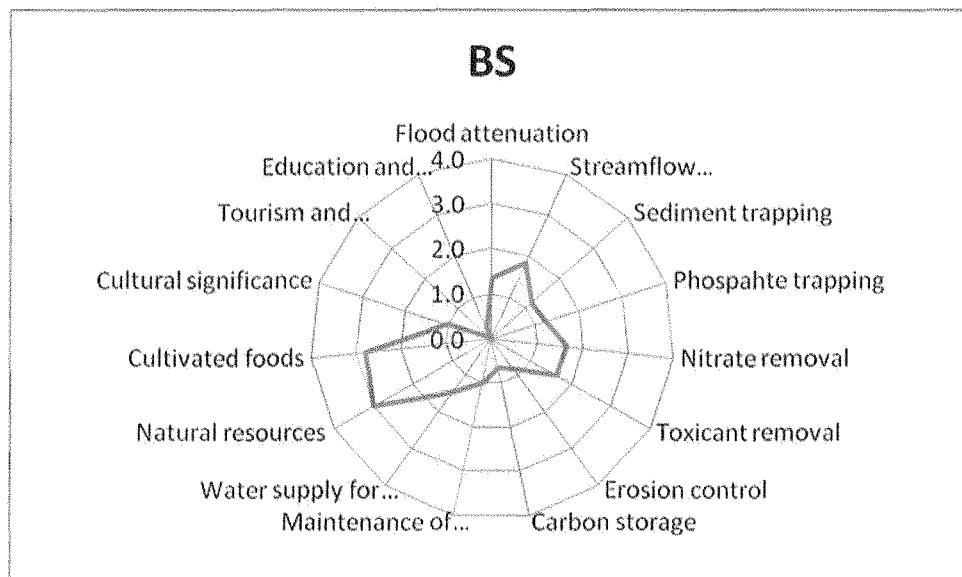 BS
Flood attenuation
Education and...
4.0
Streamflow...
Tourism and...
3.0
Sediment trapping
2.0
Cultural significance
1.0
Phospahte trapping
0.0
Cultivated foods
Nitrate removal
Natural resources
Toxicant removal
Water supply for...
Erosion control
Maintenance of...
Carbon storage